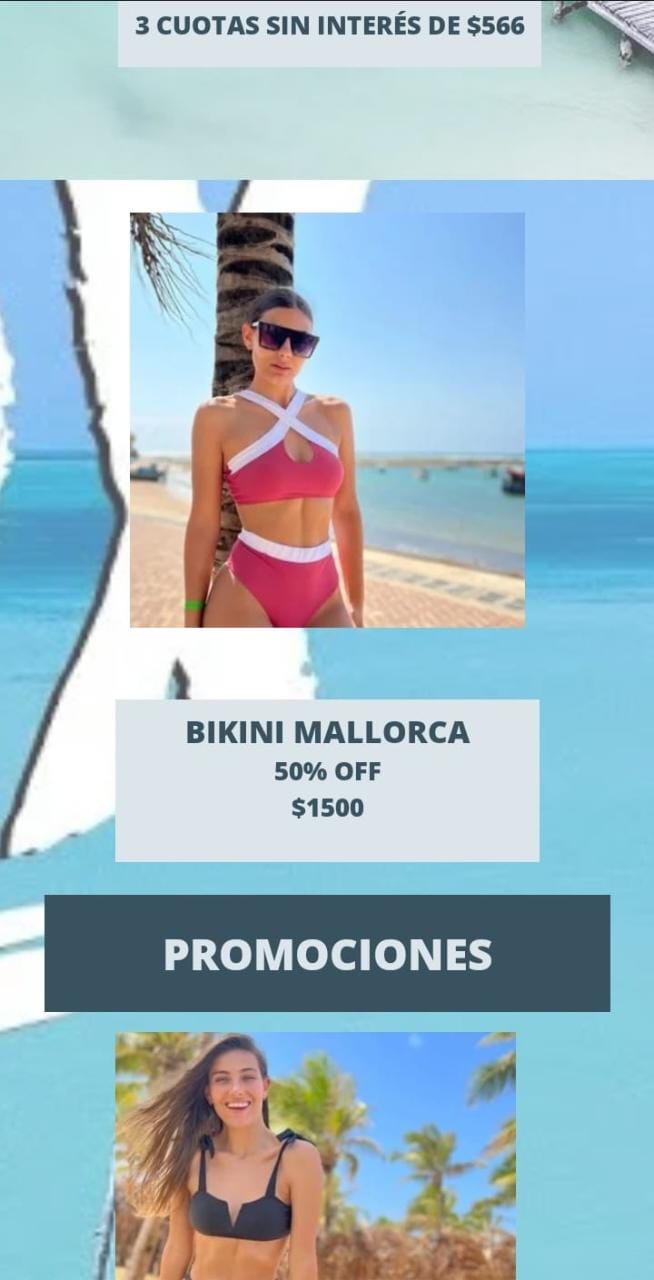 3 CUOTAS SIN INTERÉS DE $566
BIKINI MALLORCA
50% OFF
$1500
PROMOCIONES